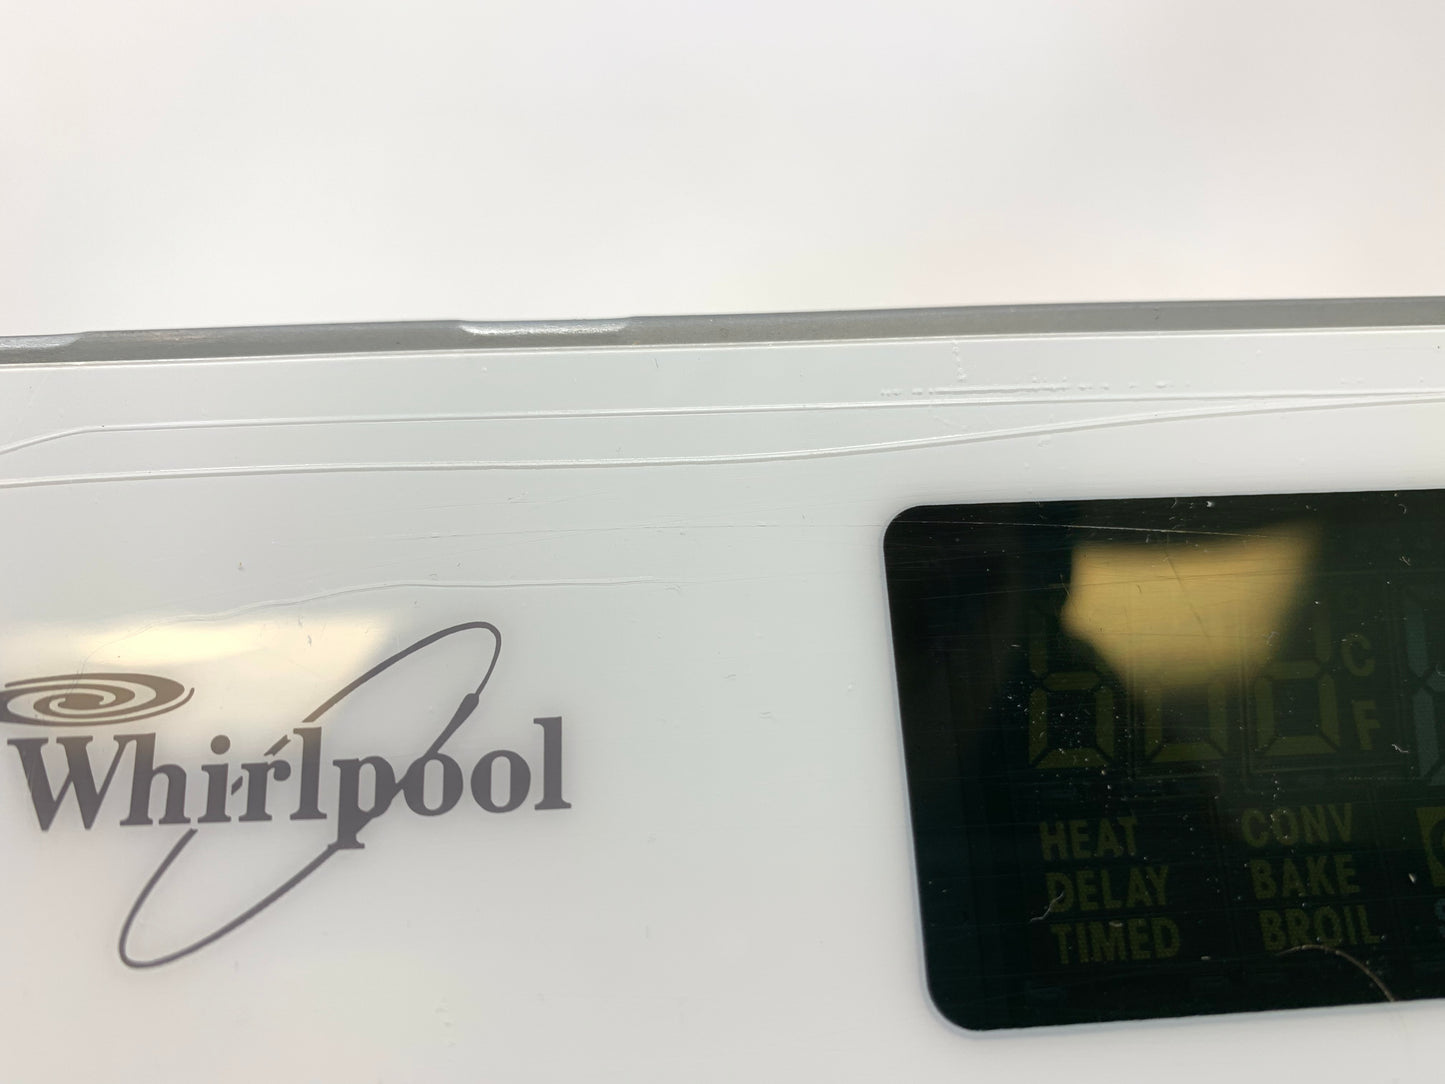 Whirlpool
C
F
HEAT CONV
DELAY BAKE
TIMED BROIL